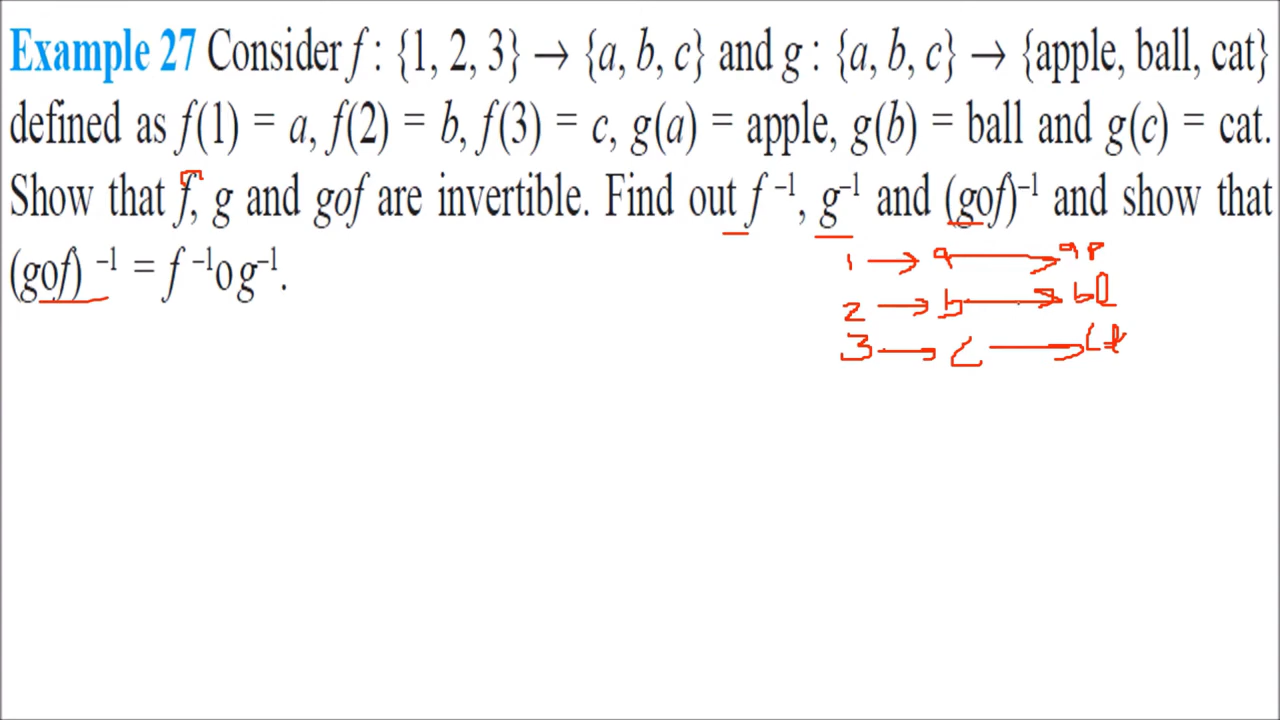 Example 27 Consider f : {1, 2, 3} → {a, b, c} and g : {a, b, c} → {apple, ball, cat}
defined as f(1) = a, f(2) = b, f(3) = c, g(a) = apple, g(b) = ball and g(c) = cat.
Show that f, g and gof are invertible. Find out f⁻¹, g⁻¹ and (gof)⁻¹ and show that
(gof)⁻¹ = f⁻¹o g⁻¹.
1 → a → ap
2 → b → bl
3 → c →